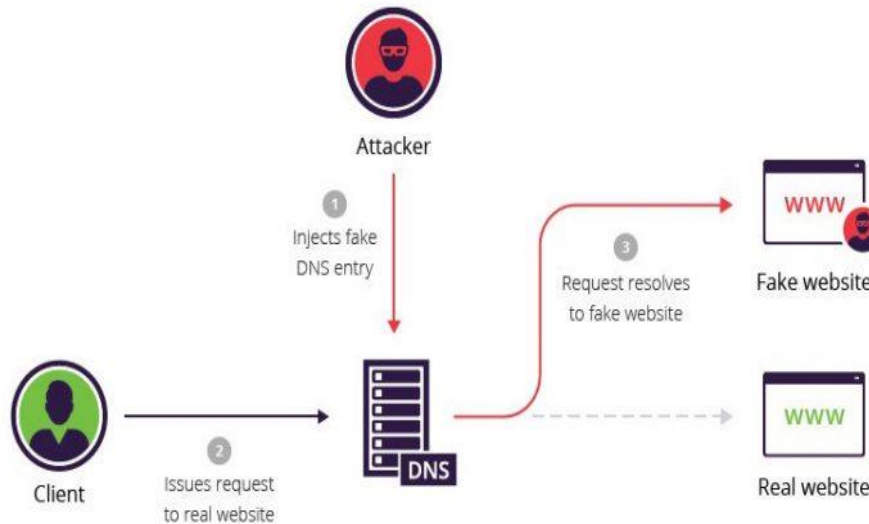 Attacker
1
Injects fake
DNS entry
www
3
Request resolves
to fake website
Fake website
DNS
www
Real website
2
Client
Issues request
to real website